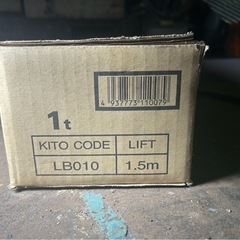 1t
4 937773 110079
KITO CODE LIFT
LB010 1.5m